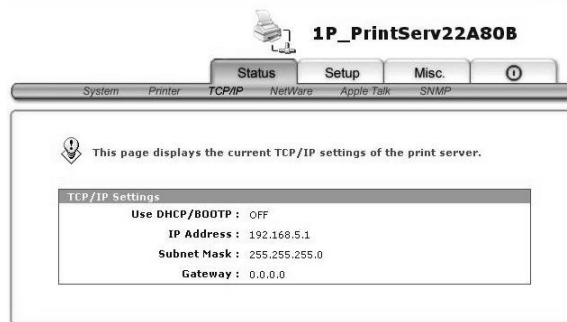 1P_PrintServ22A80B
Status Setup Misc.
System Printer TCP/IP NetWare Apple Talk SNMP
This page displays the current TCP/IP settings of the print server.
TCP/IP Settings
Use DHCP/BOOTP : OFF
IP Address : 192.168.5.1
Subnet Mask : 255.255.255.0
Gateway : 0.0.0.0